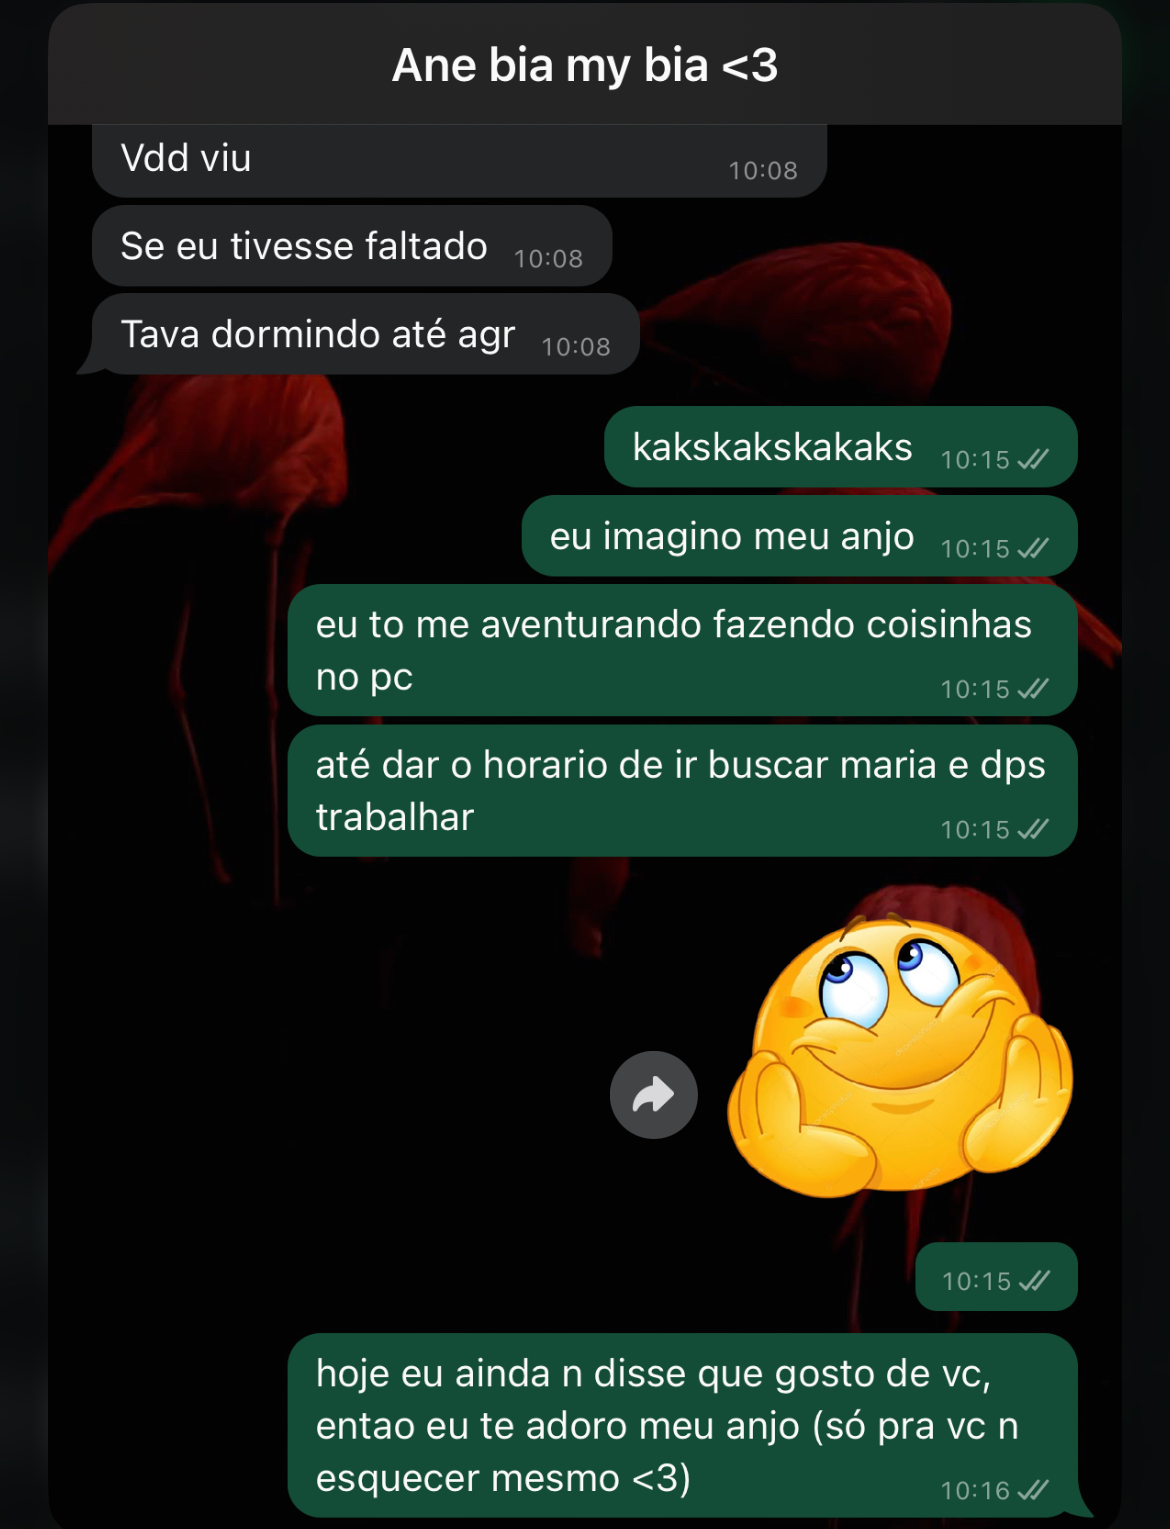 Ane bia my bia <3
Vdd viu
10:08
Se eu tivesse faltado
10:08
Tava dormindo até agr
10:08
kakskakskakaks
10:15
eu imagino meu anjo
10:15
eu to me aventurando fazendo coisinhas
no pc
10:15
até dar o horario de ir buscar maria e dps
trabalhar
10:15
10:15
hoje eu ainda n disse que gosto de vc,
entao eu te adoro meu anjo (só pra vc n
esquecer mesmo <3)
10:16